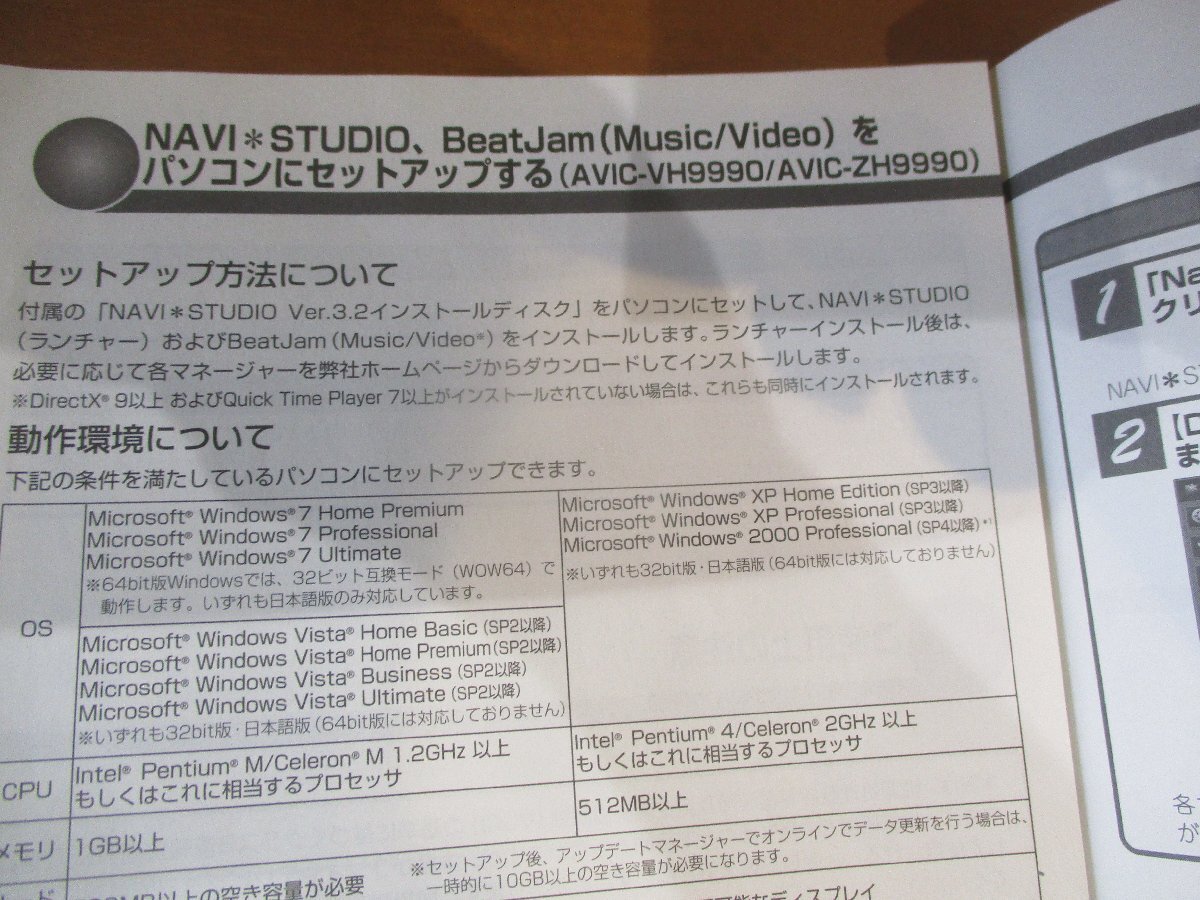 NAVI＊STUDIO、BeatJam（Music/Video）を
パソコンにセットアップする（AVIC-VH9990/AVIC-ZH9990）
セットアップ方法について
付属の「NAVI＊STUDIO Ver.3.2インストールディスク」をパソコンにセットして、NAVI＊STUDIO
（ランチャー）およびBeatJam（Music/Video*）をインストールします。ランチャーインストール後は、
必要に応じて各マネージャーを弊社ホームページからダウンロードしてインストールします。
※DirectX® 9以上 およびQuick Time Player 7以上がインストールされていない場合は、これらも同時にインストールされます。
動作環境について
下記の条件を満たしているパソコンにセットアップできます。
OS
Microsoft® Windows®7 Home Premium
Microsoft® Windows®7 Professional
Microsoft® Windows®7 Ultimate
※64bit版Windowsでは、32ビット互換モード（WOW64）で
動作します。いずれも日本語版のみ対応しています。
Microsoft® Windows Vista® Home Basic（SP2以降）
Microsoft® Windows Vista® Home Premium（SP2以降）
Microsoft® Windows Vista® Business（SP2以降）
Microsoft® Windows Vista® Ultimate（SP2以降）
※いずれも32bit版・日本語版（64bit版には対応しておりません）
Microsoft® Windows® XP Home Edition（SP3以降）
Microsoft® Windows® XP Professional（SP3以降）
Microsoft® Windows® 2000 Professional（SP4以降）*1
※いずれも32bit版・日本語版（64bit版には対応しておりません）
CPU
Intel® Pentium® M/Celeron® M 1.2GHz 以上
もしくはこれに相当するプロセッサ
Intel® Pentium® 4/Celeron® 2GHz 以上
もしくはこれに相当するプロセッサ
メモリ
1GB以上
512MB以上
MB以上の空き容量が必要
※セットアップ後、アップデートマネージャーでオンラインでデータ更新を行う場合は、
一時的に10GB以上の空き容量が必要になります。
可能なディスプレイ
1
「Na
クリ
NAVI＊S
2
ま
各
が